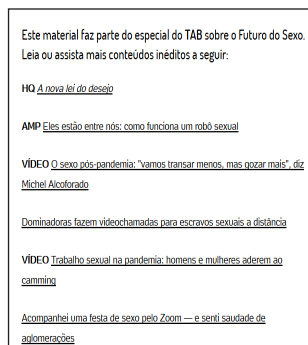 Este material faz parte do especial do TAB sobre o Futuro do Sexo.
Leia ou assista mais conteúdos inéditos a seguir:
HQ A nova lei do desejo
AMP Eles estão entre nós: como funciona um robô sexual
VÍDEO O sexo pós-pandemia: "vamos transar menos, mas gozar mais", diz
Michel Alcoforado
Dominadoras fazem videochamadas para escravos sexuais a distância
VÍDEO Trabalho sexual na pandemia: homens e mulheres aderem ao
camming
Acompanhei uma festa de sexo pelo Zoom — e senti saudade de
aglomerações